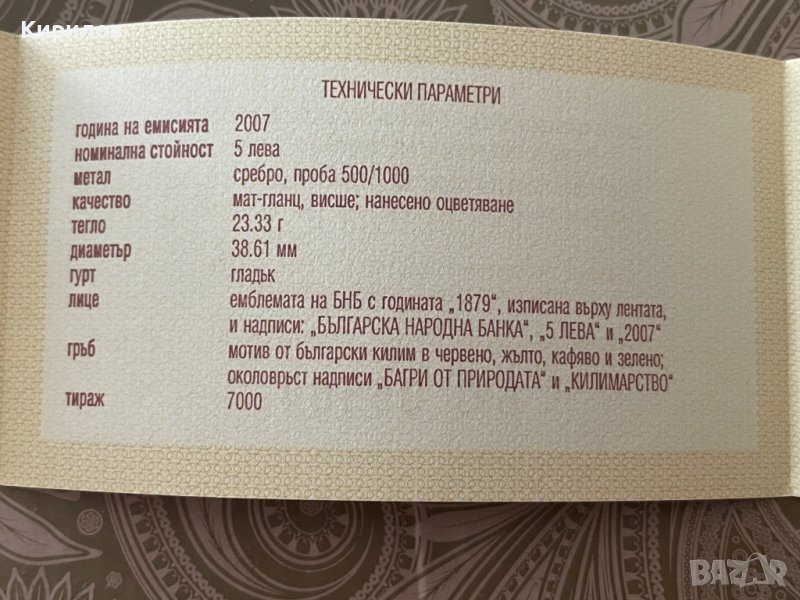 Кирилов
ТЕХНИЧЕСКИ ПАРАМЕТРИ
година на емисията 2007
номинална стойност 5 лева
метал сребро, проба 500/1000
качество мат-гланц, висше; нанесено оцветяване
тегло 23.33 г
диаметър 38.61 мм
гурт гладък
лице емблемата на БНБ с годината „1879“, изписана върху лентата,
и надписи: „БЪЛГАРСКА НАРОДНА БАНКА“, „5 ЛЕВА“ и „2007“
гръб мотив от български килим в червено, жълто, кафяво и зелено;
околовръст надписи „БАГРИ ОТ ПРИРОДАТА“ и „КИЛИМАРСТВО“
тираж 7000
BAZAR